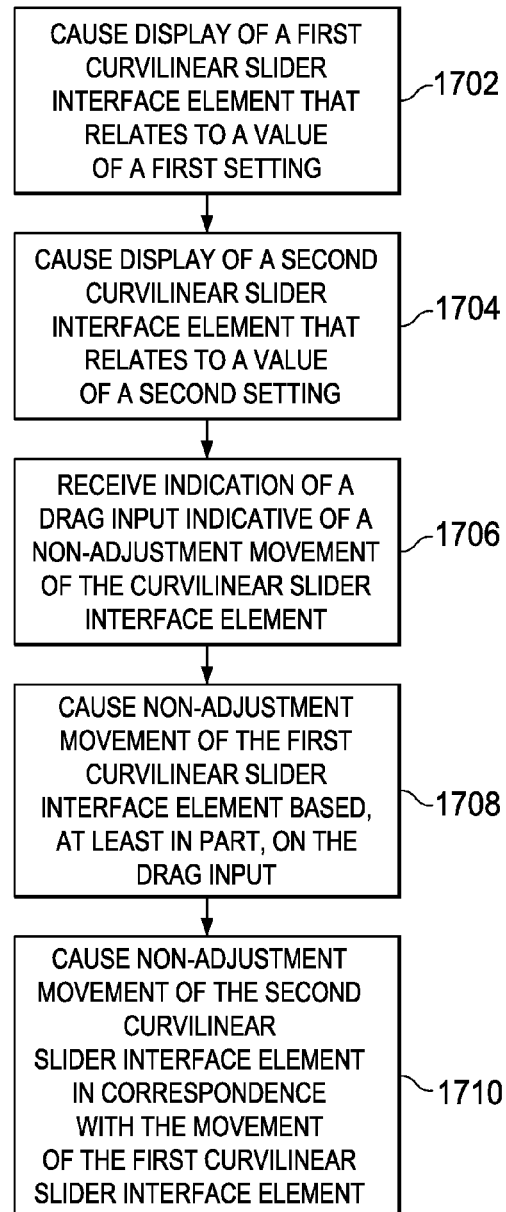 CAUSE DISPLAY OF A FIRST
CURVILINEAR SLIDER
INTERFACE ELEMENT THAT
RELATES TO A VALUE
OF A FIRST SETTING
1702
CAUSE DISPLAY OF A SECOND
CURVILINEAR SLIDER
INTERFACE ELEMENT THAT
RELATES TO A VALUE
OF A SECOND SETTING
1704
RECEIVE INDICATION OF A
DRAG INPUT INDICATIVE OF A
NON-ADJUSTMENT MOVEMENT
OF THE CURVILINEAR SLIDER
INTERFACE ELEMENT
1706
CAUSE NON-ADJUSTMENT
MOVEMENT OF THE FIRST
CURVILINEAR SLIDER
INTERFACE ELEMENT BASED,
AT LEAST IN PART, ON THE
DRAG INPUT
1708
CAUSE NON-ADJUSTMENT
MOVEMENT OF THE SECOND
CURVILINEAR
SLIDER INTERFACE ELEMENT
IN CORRESPONDENCE
WITH THE MOVEMENT
OF THE FIRST CURVILINEAR
SLIDER INTERFACE ELEMENT
1710